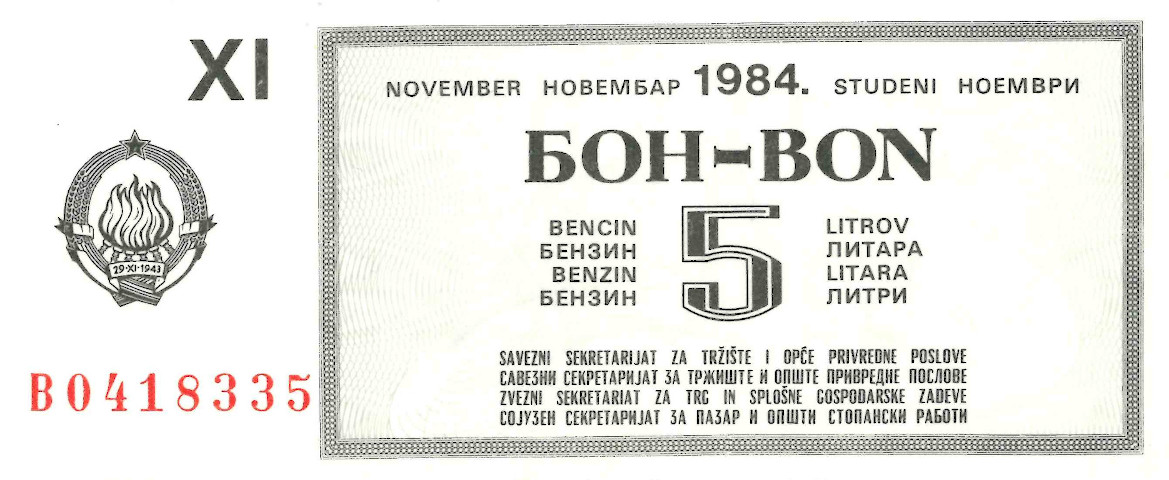 XI
29·XI·1943
B0418335
NOVEMBER НОВЕМБАР 1984. STUDENI НОЕМВРИ
БОН-BON
BENCIN 5 LITROV
БЕНЗИН ЛИТАРА
BENZIN LITARA
БЕНЗИН ЛИТРИ
SAVEZNI SEKRETARIJAT ZA TRŽIŠTE I OPĆE PRIVREDNE POSLOVE
САВЕЗНИ СЕКРЕТАРИЈАТ ЗА ТРЖИШТЕ И ОПШТЕ ПРИВРЕДНЕ ПОСЛОВЕ
ZVEZNI SEKRETARIAT ZA TRG IN SPLOŠNE GOSPODARSKE ZADEVE
СОЈУЗЕН СЕКРЕТАРИЈАТ ЗА ПАЗАР И ОПШТИ СТОПАНСКИ РАБОТИ